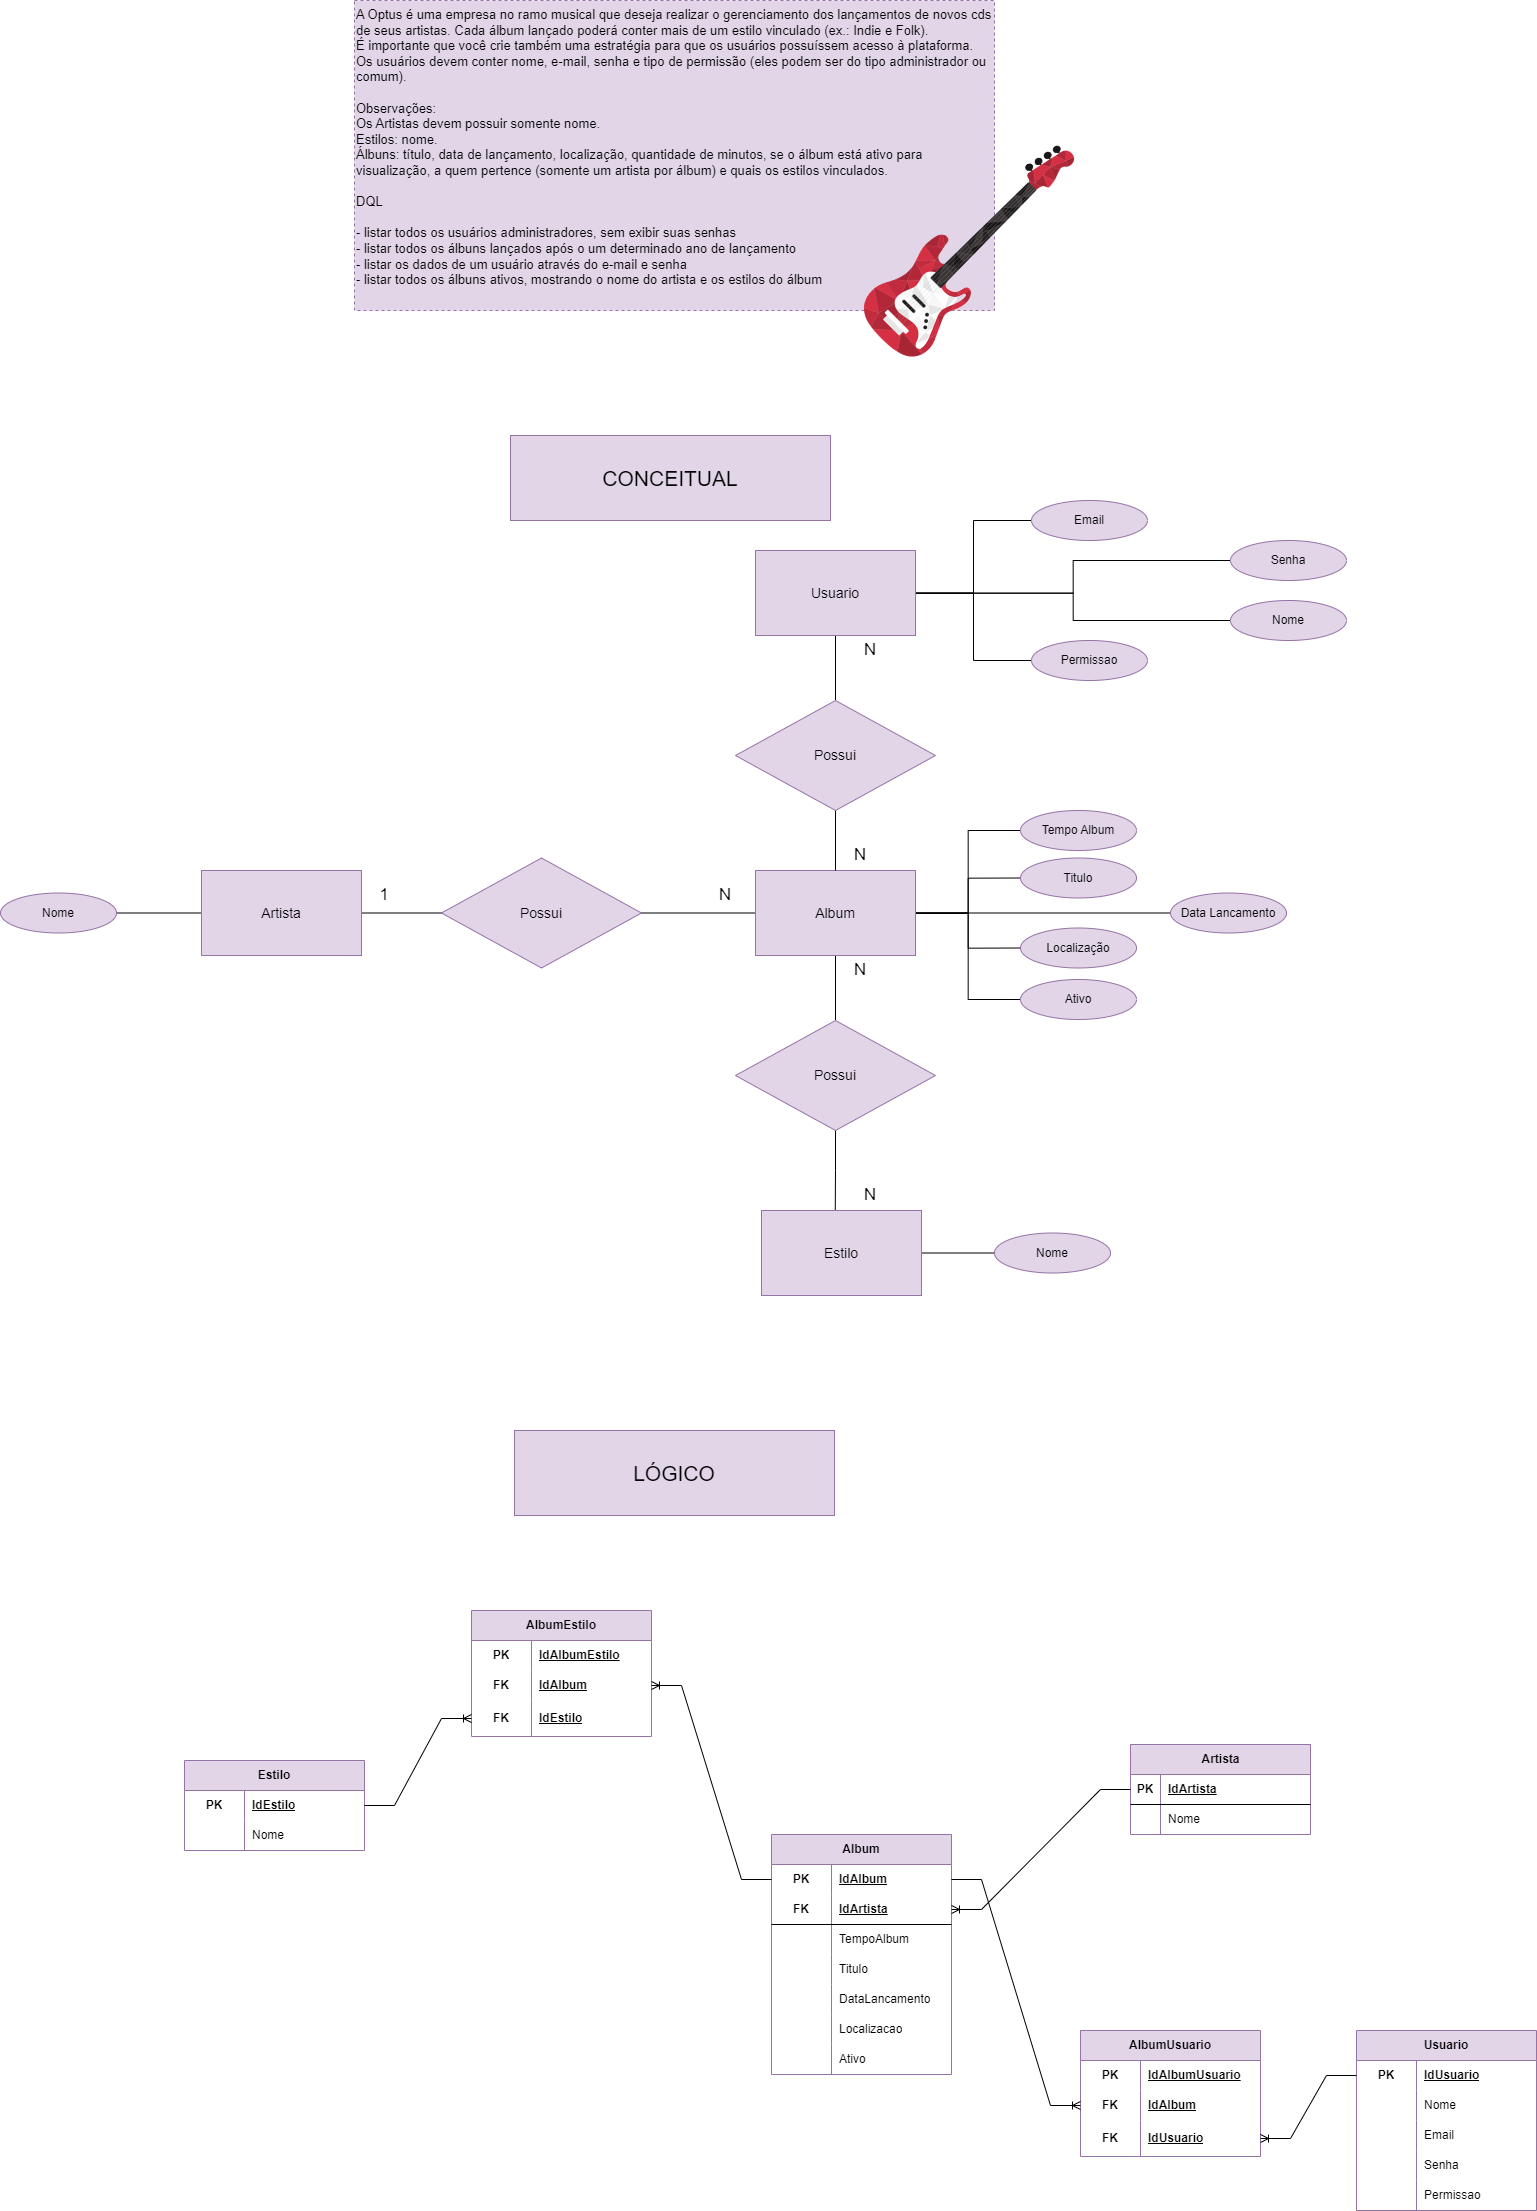 A Optus é uma empresa no ramo musical que deseja realizar o gerenciamento dos lançamentos de novos cds
de seus artistas. Cada álbum lançado poderá conter mais de um estilo vinculado (ex.: Indie e Folk).
É importante que você crie também uma estratégia para que os usuários possuíssem acesso à plataforma.
Os usuários devem conter nome, e-mail, senha e tipo de permissão (eles podem ser do tipo administrador ou
comum).
Observações:
Os Artistas devem possuir somente nome.
Estilos: nome.
Álbuns: título, data de lançamento, localização, quantidade de minutos, se o álbum está ativo para
visualização, a quem pertence (somente um artista por álbum) e quais os estilos vinculados.
DQL
- listar todos os usuários administradores, sem exibir suas senhas
- listar todos os álbuns lançados após o um determinado ano de lançamento
- listar os dados de um usuário através do e-mail e senha
- listar todos os álbuns ativos, mostrando o nome do artista e os estilos do álbum
CONCEITUAL
Email
Senha
Usuario
Nome
N
Permissao
Possui
Tempo Album
N
Titulo
1
N
Nome
Artista
Possui
Album
Data Lancamento
Localização
N
Ativo
Possui
N
Estilo
Nome
LÓGICO
AlbumEstilo
PK IdAlbumEstilo
FK IdAlbum
FK IdEstilo
Estilo
PK IdEstilo
Nome
Artista
PK IdArtista
Nome
Album
PK IdAlbum
FK IdArtista
TempoAlbum
Titulo
DataLancamento
Localizacao
Ativo
AlbumUsuario
PK IdAlbumUsuario
FK IdAlbum
FK IdUsuario
Usuario
PK IdUsuario
Nome
Email
Senha
Permissao